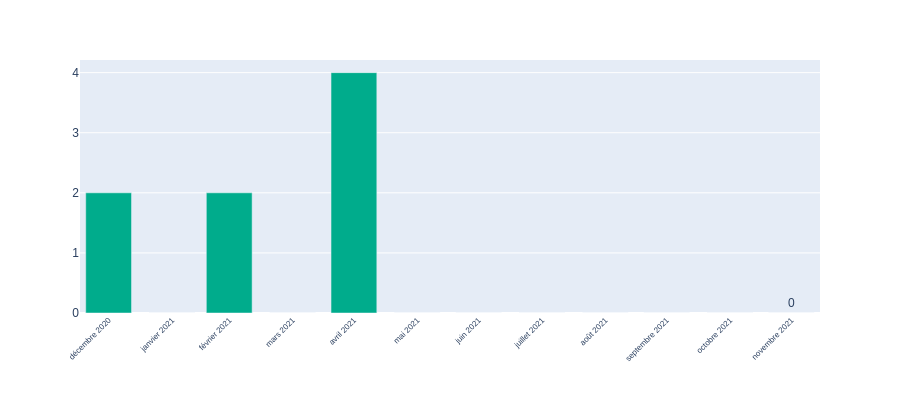 4
3
2
1
0
0
décembre 2020
janvier 2021
février 2021
mars 2021
avril 2021
mai 2021
juin 2021
juillet 2021
août 2021
septembre 2021
octobre 2021
novembre 2021